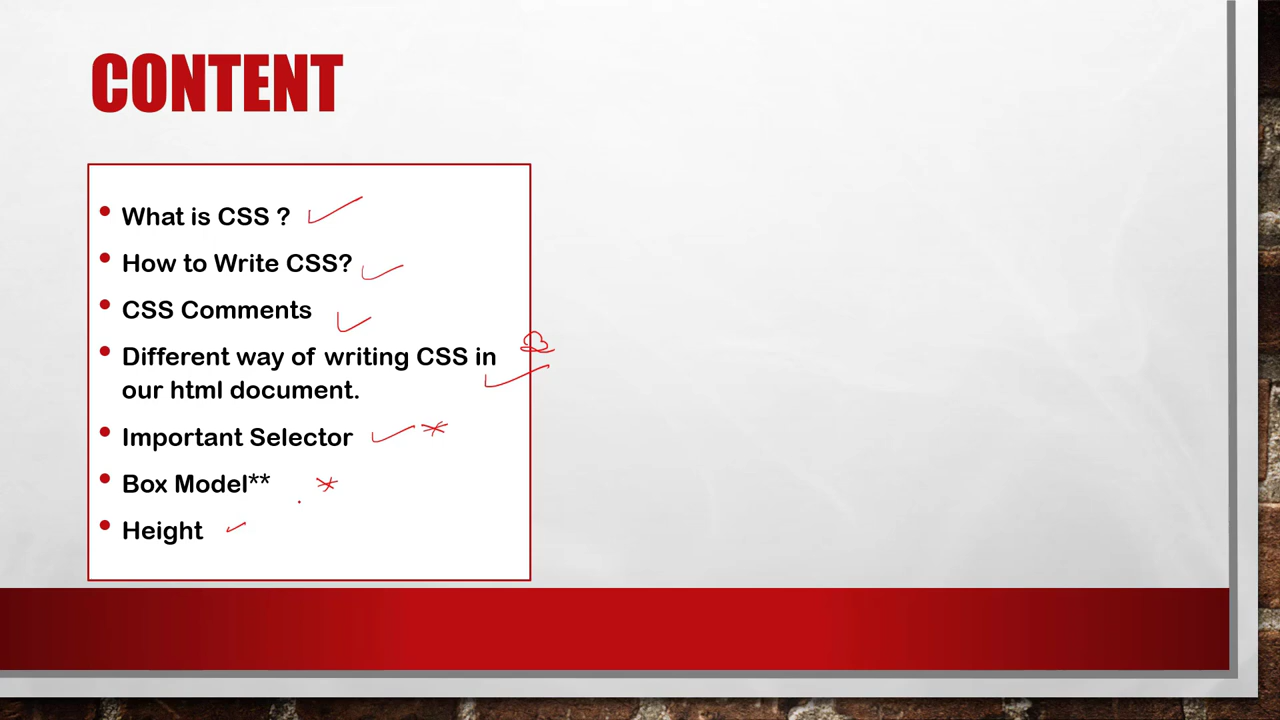 CONTENT
• What is CSS ?
• How to Write CSS?
• CSS Comments
• Different way of writing CSS in
our html document.
• Important Selector *
• Box Model** *
• Height